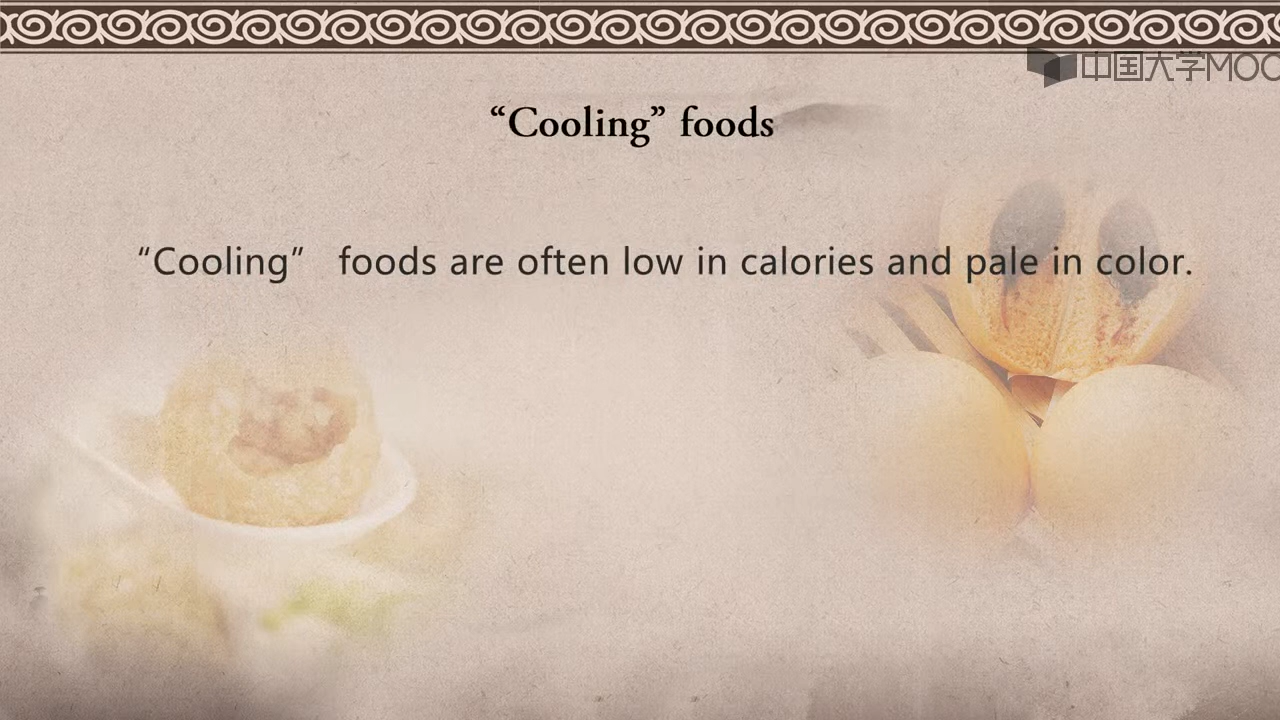 中国大学MOO
“Cooling” foods
“Cooling” foods are often low in calories and pale in color.